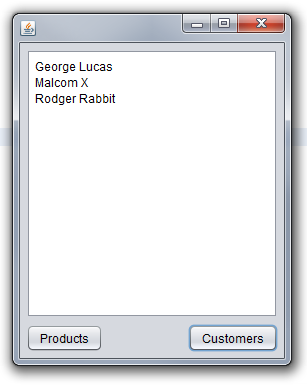 George Lucas
Malcom X
Rodger Rabbit
Products
Customers